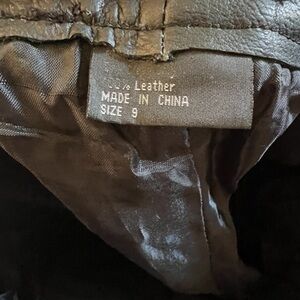 % Leather
MADE IN CHINA
SIZE 9